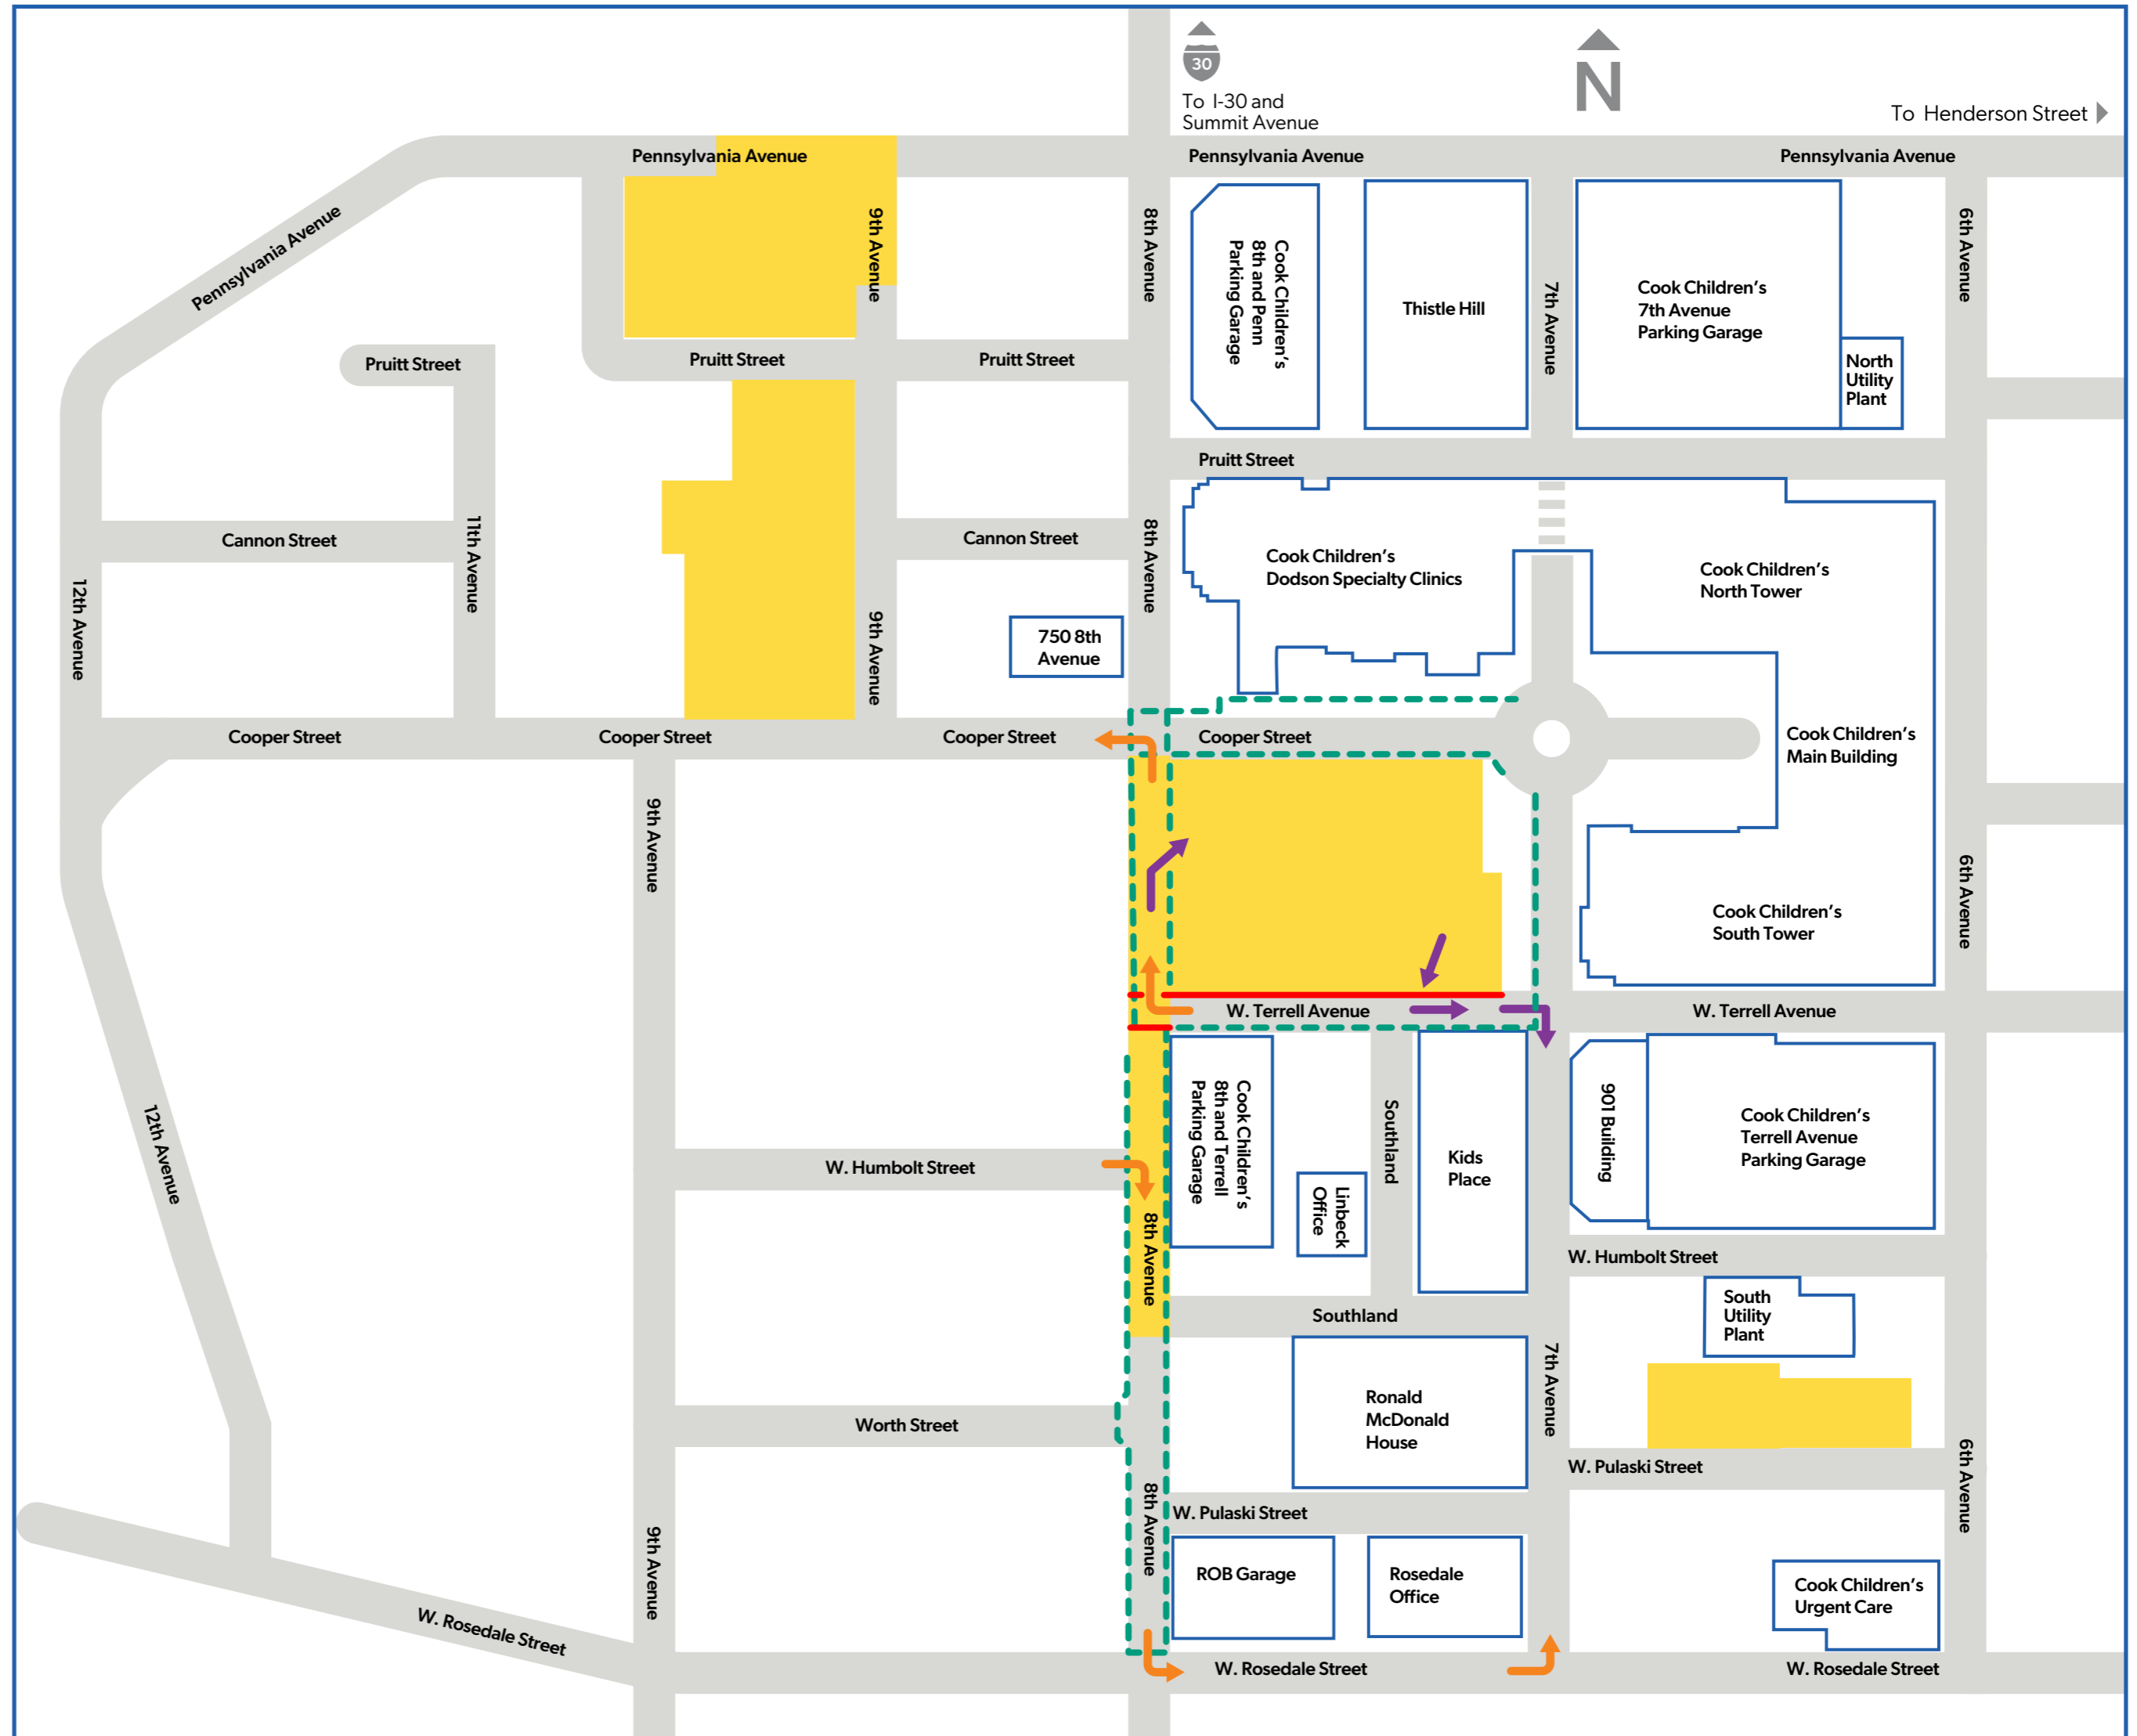 30
To I-30 and
Summit Avenue
N
To Henderson Street
Pennsylvania Avenue
Pennsylvania Avenue
Pennsylvania Avenue
Pennsylvania Avenue
9th Avenue
8th Avenue
Cook Children's
8th and Penn
Parking Garage
Thistle Hill
7th Avenue
Cook Children's
7th Avenue
Parking Garage
6th Avenue
North
Utility
Plant
Pruitt Street
Pruitt Street
Pruitt Street
Pruitt Street
Cannon Street
11th Avenue
Cannon Street
8th Avenue
Cook Children's
Dodson Specialty Clinics
Cook Children's
North Tower
12th Avenue
9th Avenue
750 8th
Avenue
Cooper Street
Cooper Street
Cooper Street
Cooper Street
Cook Children's
Main Building
9th Avenue
6th Avenue
Cook Children's
South Tower
W. Terrell Avenue
W. Terrell Avenue
12th Avenue
Cook Children's
8th and Terrell
Parking Garage
Southland
Kids
Place
901 Building
Cook Children's
Terrell Avenue
Parking Garage
W. Humbolt Street
Linbeck
Office
8th Avenue
W. Humbolt Street
Southland
South
Utility
Plant
7th Avenue
Ronald
McDonald
House
Worth Street
W. Pulaski Street
6th Avenue
8th Avenue
W. Pulaski Street
9th Avenue
ROB Garage
Rosedale
Office
Cook Children's
Urgent Care
W. Rosedale Street
W. Rosedale Street
W. Rosedale Street